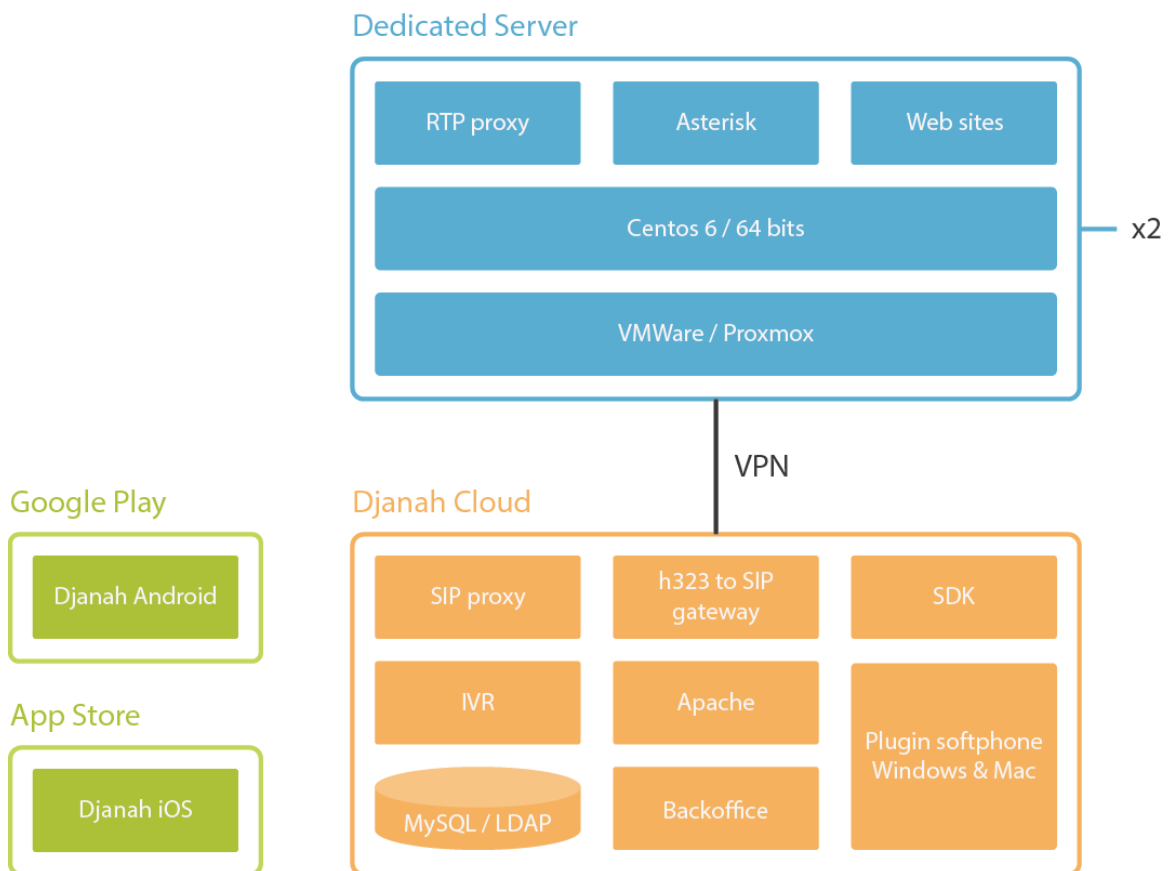 Dedicated Server
RTP proxy
Asterisk
Web sites
Centos 6 / 64 bits
x2
VMWare / Proxmox
VPN
Google Play
Djanah Android
App Store
Djanah iOS
Djanah Cloud
SIP proxy
h323 to SIP
gateway
SDK
IVR
Apache
Plugin softphone
Windows & Mac
MySQL / LDAP
Backoffice